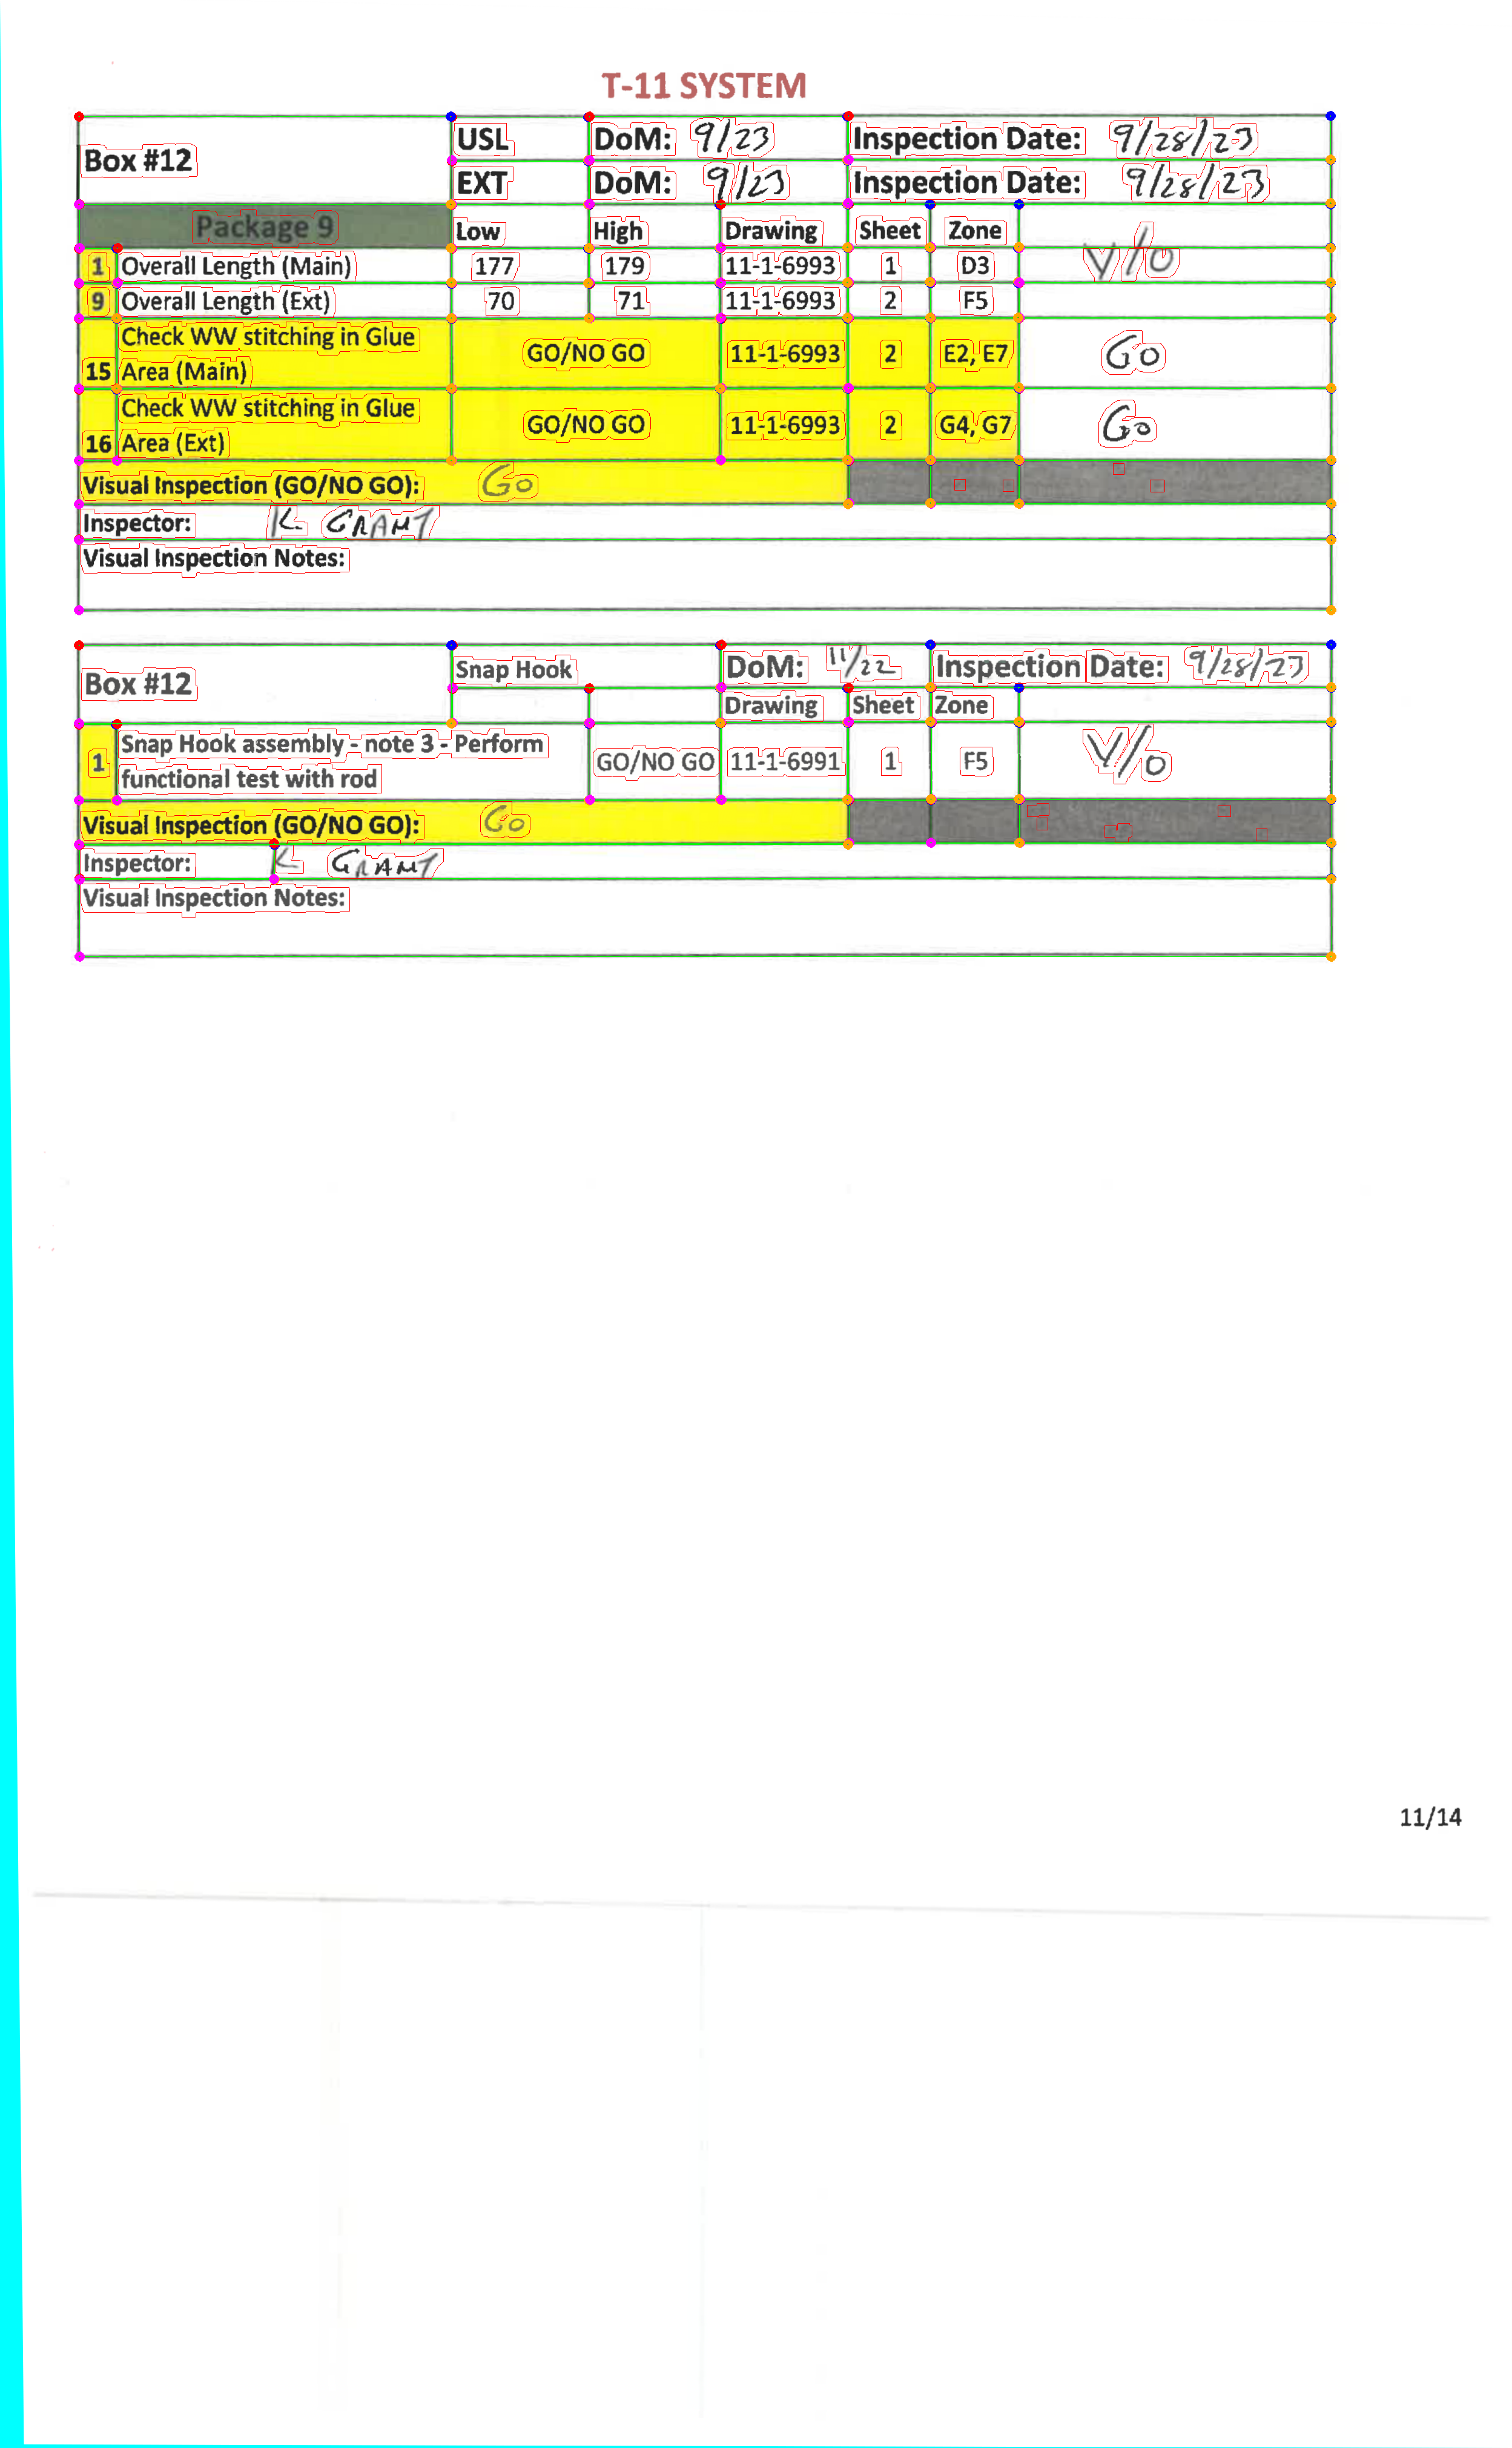 T-11 SYSTEM
Box #12 USL DoM: 9/23 Inspection Date: 9/28/23
EXT DoM: 9/23 Inspection Date: 9/28/23
Package 9 Low High Drawing Sheet Zone
1 Overall Length (Main) 177 179 11-1-6993 1 D3 V/O
9 Overall Length (Ext) 70 71 11-1-6993 2 F5
15 Check WW stitching in Glue
Area (Main) GO/NO GO 11-1-6993 2 E2, E7 Go
16 Check WW stitching in Glue
Area (Ext) GO/NO GO 11-1-6993 2 G4, G7 Go
Visual Inspection (GO/NO GO): Go
Inspector: K GRANT
Visual Inspection Notes:
Box #12 Snap Hook DoM: 11/22 Inspection Date: 9/28/23
Drawing Sheet Zone
1 Snap Hook assembly - note 3 - Perform
functional test with rod GO/NO GO 11-1-6991 1 F5 V/O
Visual Inspection (GO/NO GO): Go
Inspector: K GRANT
Visual Inspection Notes:
11/14